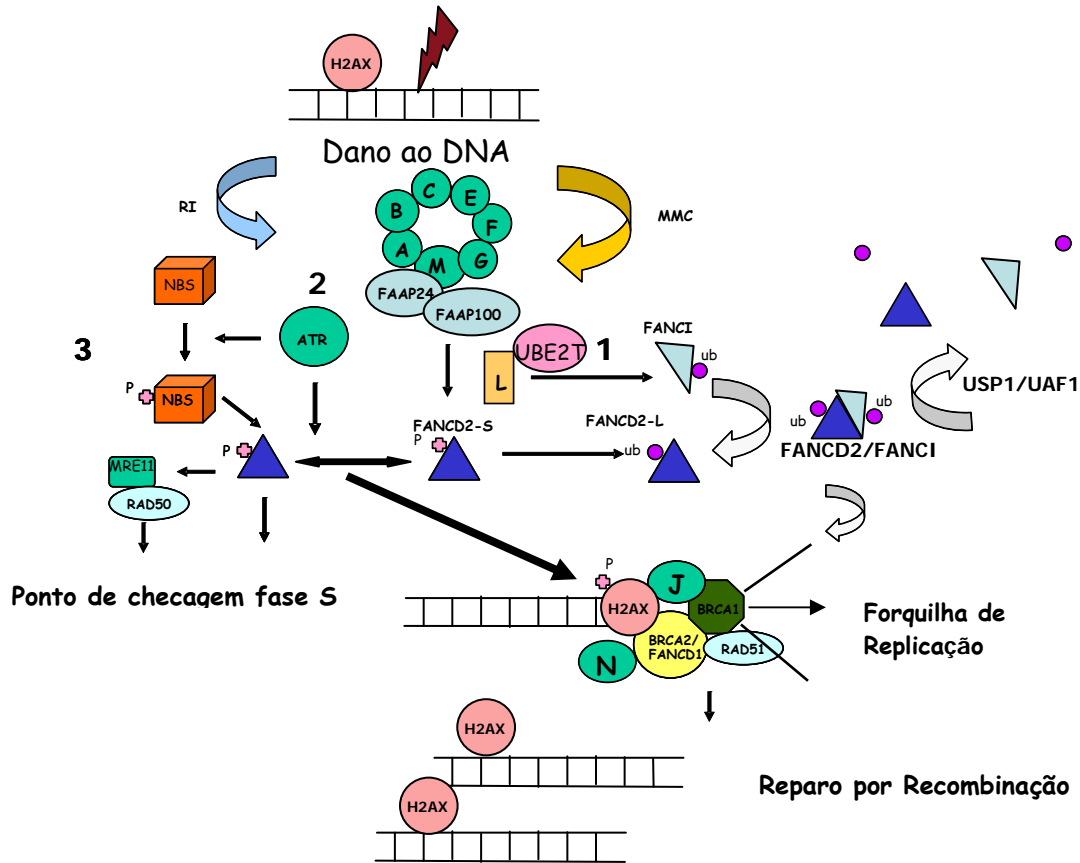 H2AX
Dano ao DNA
RI
MMC
C
E
B
F
A
M
G
FAAP24
FAAP100
NBS
2
ATR
3
UBE2T
1
L
FANCI
ub
USP1/UAF1
P
NBS
FANCD2-S
P
FANCD2-L
ub
ub
ub
FANCD2/FANCI
P
MRE11
RAD50
Ponto de checagem fase S
P
H2AX
J
BRCA1
BRCA2/
FANCD1
RAD51
N
Forquilha de
Replicação
H2AX
H2AX
Reparo por Recombinação